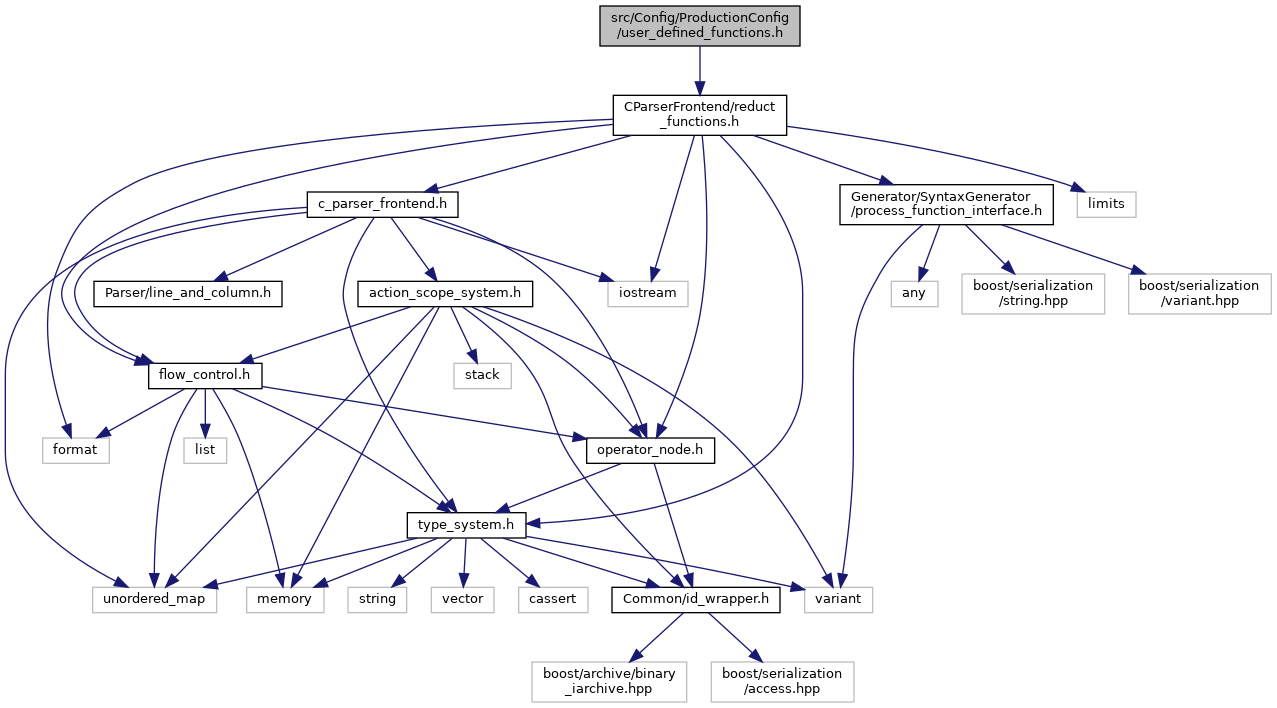 src/Config/ProductionConfig
/user_defined_functions.h
CParserFrontend/reduct
_functions.h
c_parser_frontend.h
Generator/SyntaxGenerator
/process_function_interface.h
limits
Parser/line_and_column.h
action_scope_system.h
iostream
any
boost/serialization
/string.hpp
boost/serialization
/variant.hpp
flow_control.h
stack
format
list
operator_node.h
type_system.h
unordered_map
memory
string
vector
cassert
Common/id_wrapper.h
variant
boost/archive/binary
_iarchive.hpp
boost/serialization
/access.hpp